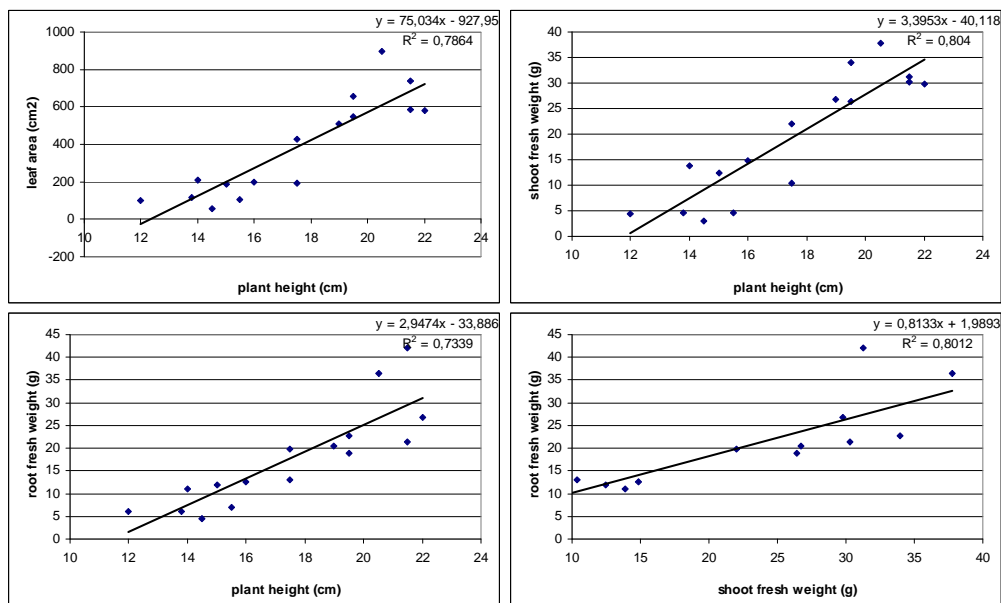 y = 75,034x - 927,95
R² = 0,7864
1000
800
600
400
200
0
-200
10 12 14 16 18 20 22 24
leaf area (cm2)
plant height (cm)
y = 3,3953x - 40,118
R² = 0,804
40
35
30
25
20
15
10
5
0
10 12 14 16 18 20 22 24
shoot fresh weight (g)
plant height (cm)
y = 2,9474x - 33,886
R² = 0,7339
45
40
35
30
25
20
15
10
5
0
10 12 14 16 18 20 22 24
root fresh weight (g)
plant height (cm)
y = 0,8133x + 1,9893
R² = 0,8012
45
40
35
30
25
20
15
10
5
0
10 15 20 25 30 35 40
root fresh weight (g)
shoot fresh weight (g)